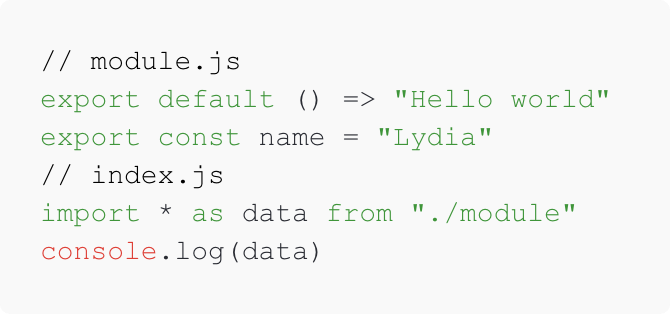 // module.js
export default () => "Hello world"
export const name = "Lydia"
// index.js
import * as data from "./module"
console.log(data)